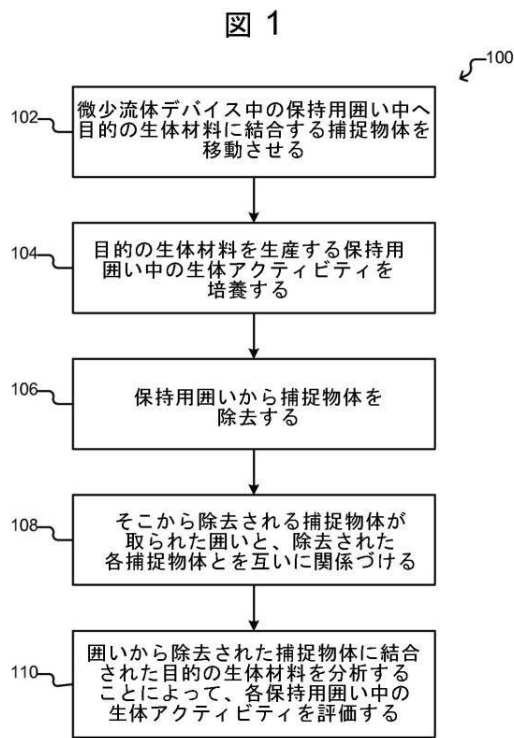 図 1
100
102
微少流体デバイス中の保持用囲い中へ
目的の生体材料に結合する捕捉物体を
移動させる
104
目的の生体材料を生産する保持用
囲い中の生体アクティビティを
培養する
106
保持用囲いから捕捉物体を
除去する
108
そこから除去される捕捉物体が
取られた囲いと、除去された
各捕捉物体とを互いに関係づける
110
囲いから除去された捕捉物体に結合
された目的の生体材料を分析する
ことによって、各保持用囲い中の
生体アクティビティを評価する